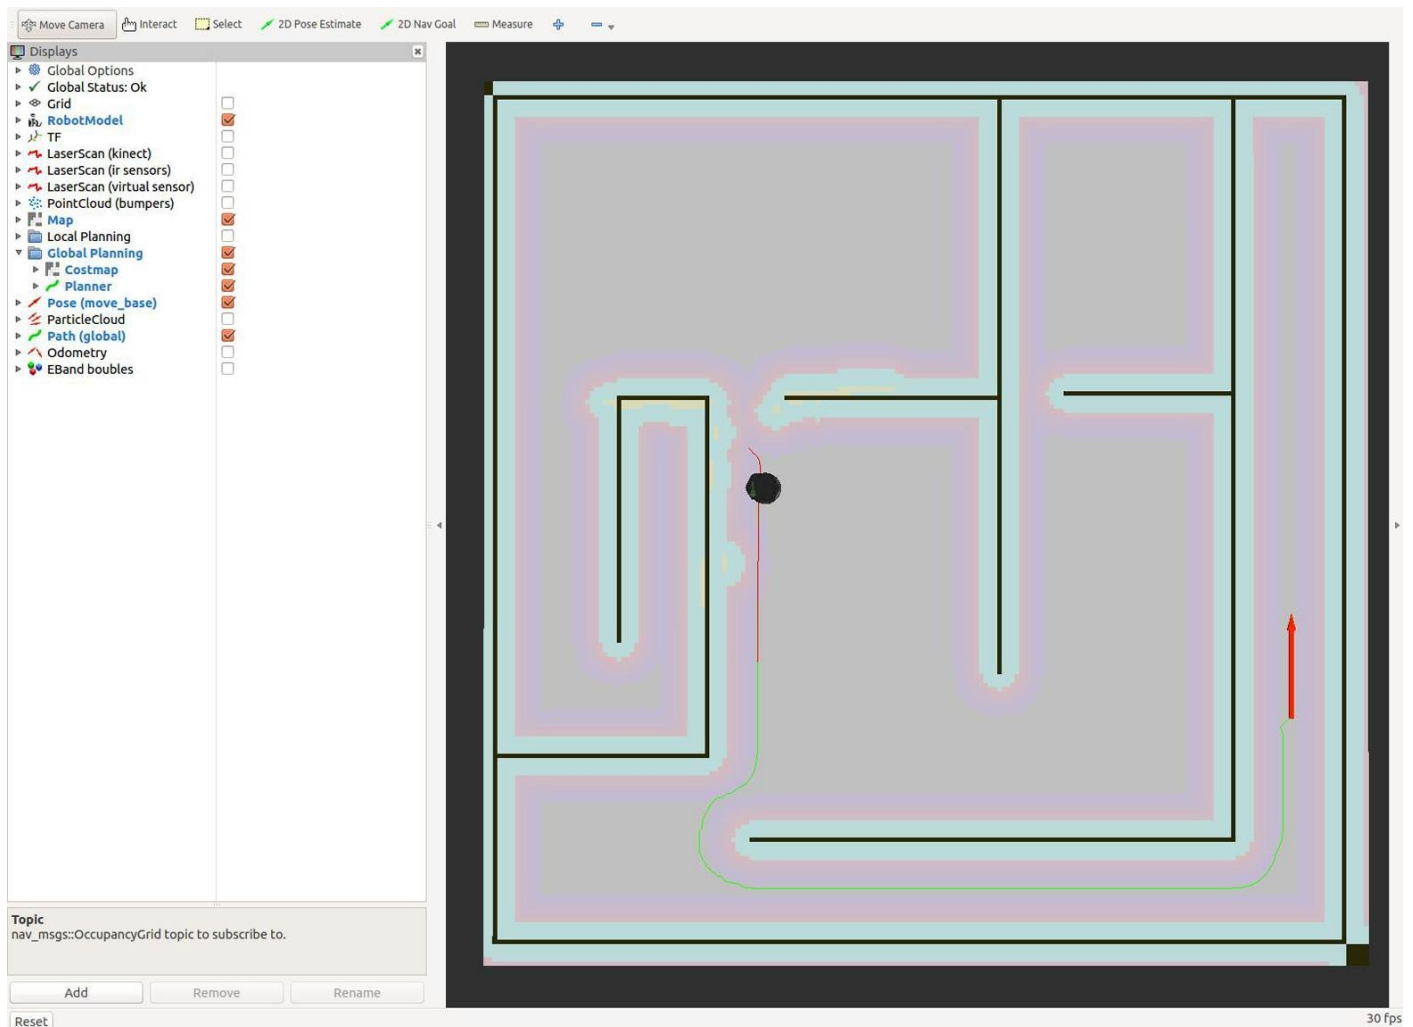 Move Camera Interact Select 2D Pose Estimate 2D Nav Goal Measure
Displays
Global Options
Global Status: Ok
Grid
RobotModel
TF
LaserScan (kinect)
LaserScan (ir sensors)
LaserScan (virtual sensor)
PointCloud (bumpers)
Map
Local Planning
Global Planning
Costmap
Planner
Pose (move_base)
ParticleCloud
Path (global)
Odometry
EBand boubles
Topic
nav_msgs::OccupancyGrid topic to subscribe to.
Add Remove Rename
Reset 30 fps